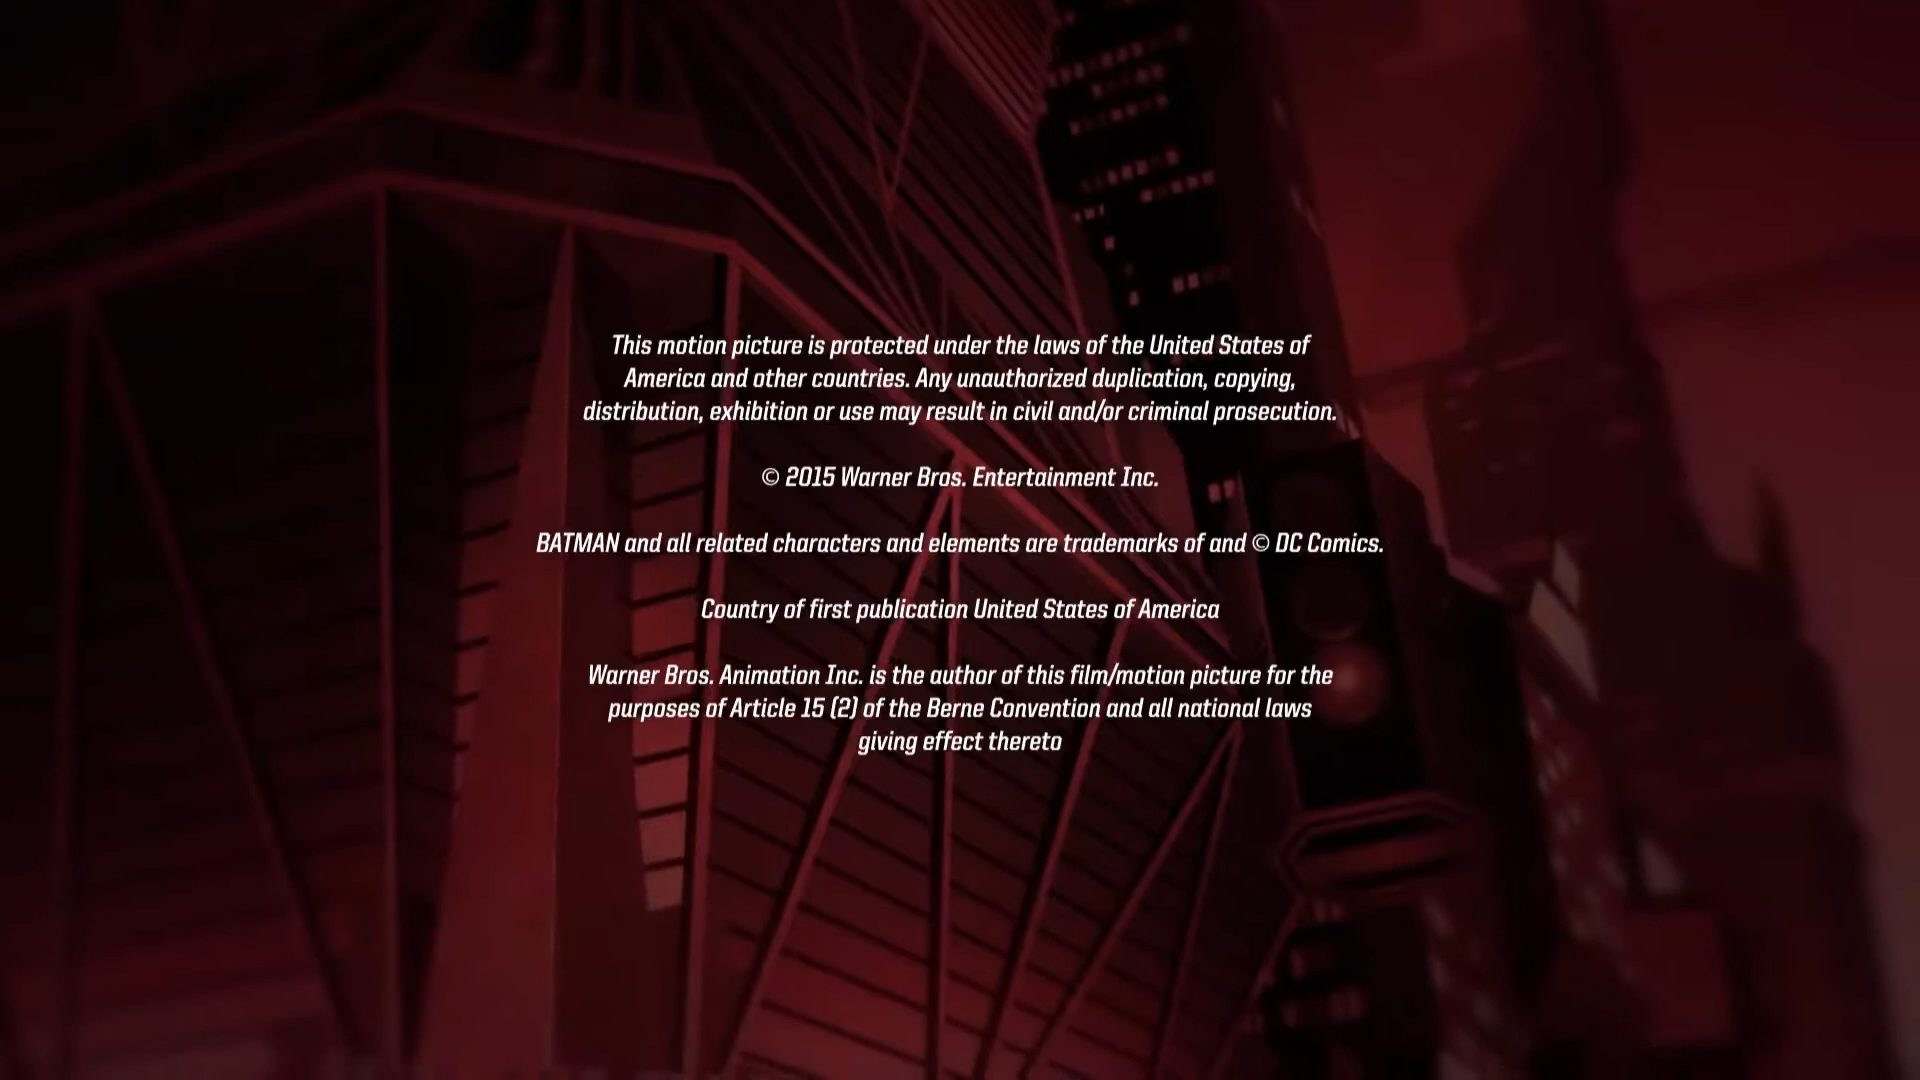 This motion picture is protected under the laws of the United States of
America and other countries. Any unauthorized duplication, copying,
distribution, exhibition or use may result in civil and/or criminal prosecution.
© 2015 Warner Bros. Entertainment Inc.
BATMAN and all related characters and elements are trademarks of and © DC Comics.
Country of first publication United States of America
Warner Bros. Animation Inc. is the author of this film/motion picture for the
purposes of Article 15 (2) of the Berne Convention and all national laws
giving effect thereto